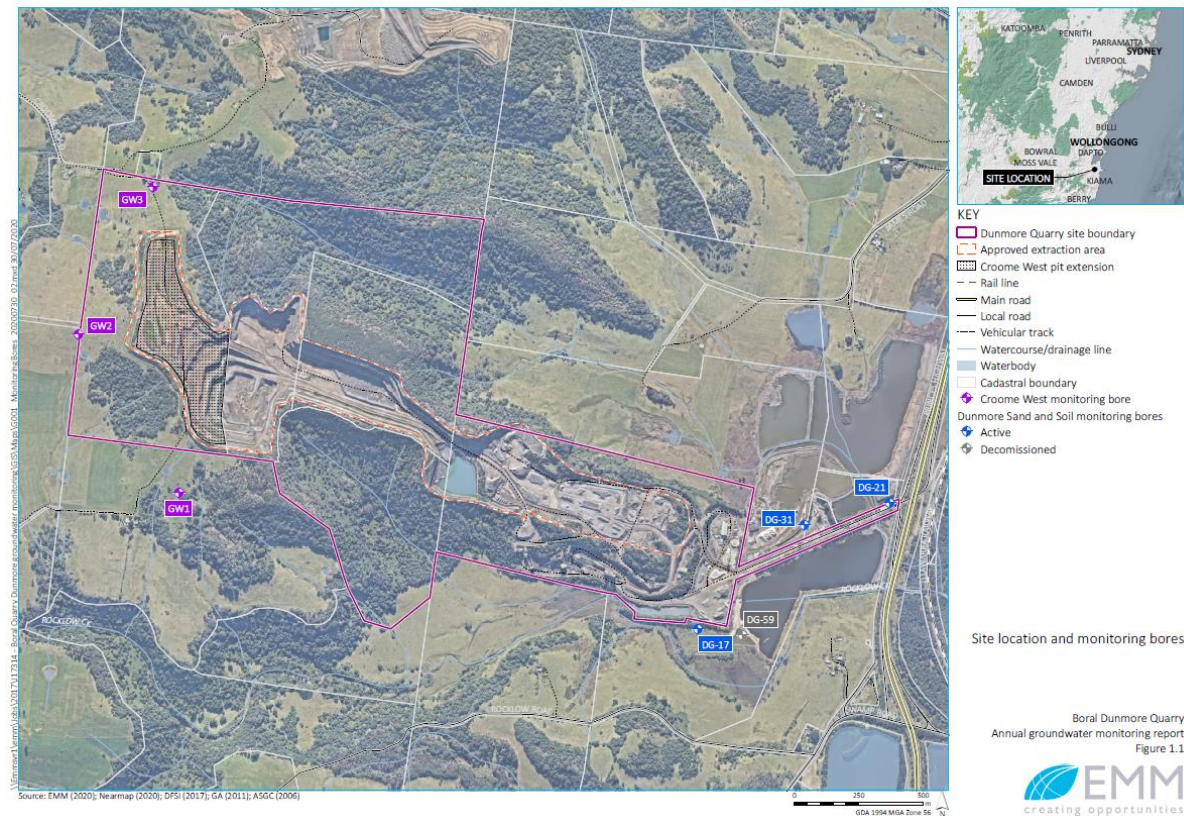 KATOOMBA
PENRITH
PARRAMATTA
SYDNEY
LIVERPOOL
CAMDEN
BULLI
WOLLONGONG
DAPTO
BOWRAL
MOSS VALE
SITE LOCATION
KIAMA
BERRY
KEY
Dunmore Quarry site boundary
Approved extraction area
Croome West pit extension
Rail line
Main road
Local road
Vehicular track
Watercourse/drainage line
Waterbody
Cadastral boundary
Croome West monitoring bore
Dunmore Sand and Soil monitoring bores
Active
Decomissioned
GW3
GW2
GW1
DG-21
DG-31
DG-59
DG-17
ROCKLOW CK
ROCKLOW
ROCKLOW ROAD
SWAMP
Site location and monitoring bores
Boral Dunmore Quarry
Annual groundwater monitoring report
Figure 1.1
EMM
creating opportunities
Source: EMM (2020); Nearmap (2020); DFSI (2017); GA (2011); ASGC (2006)
0 250 500
m
GDA 1994 MGA Zone 56
N